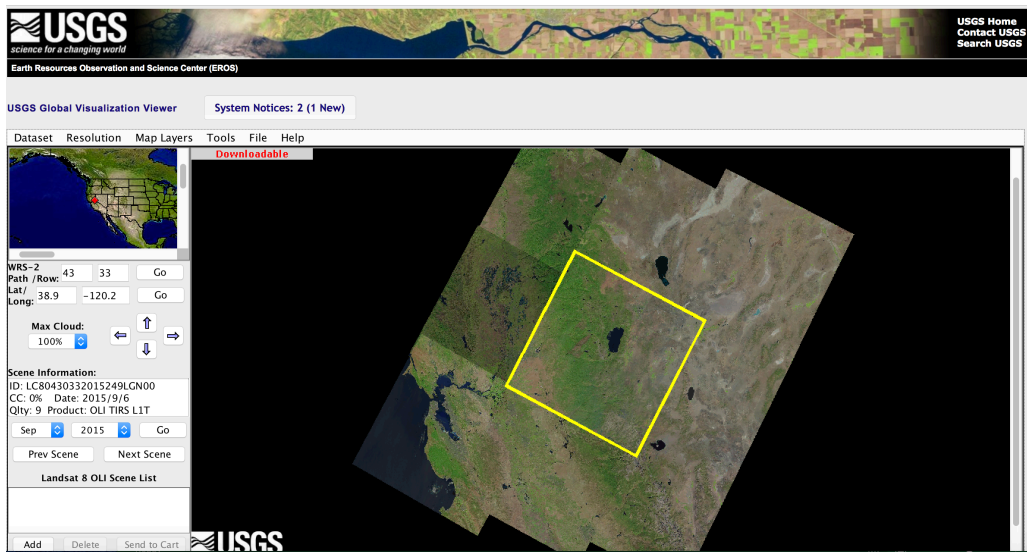 USGS
science for a changing world
USGS Home
Contact USGS
Search USGS
Earth Resources Observation and Science Center (EROS)
USGS Global Visualization Viewer
System Notices: 2 (1 New)
Dataset Resolution Map Layers Tools File Help
Downloadable
WRS-2
Path /Row: 43 33 Go
Lat/
Long: 38.9 -120.2 Go
Max Cloud:
100%
Scene Information:
ID: LC80430332015249LGN00
CC: 0% Date: 2015/9/6
Qlty: 9 Product: OLI TIRS L1T
Sep 2015 Go
Prev Scene Next Scene
Landsat 8 OLI Scene List
Add Delete Send to Cart
USGS